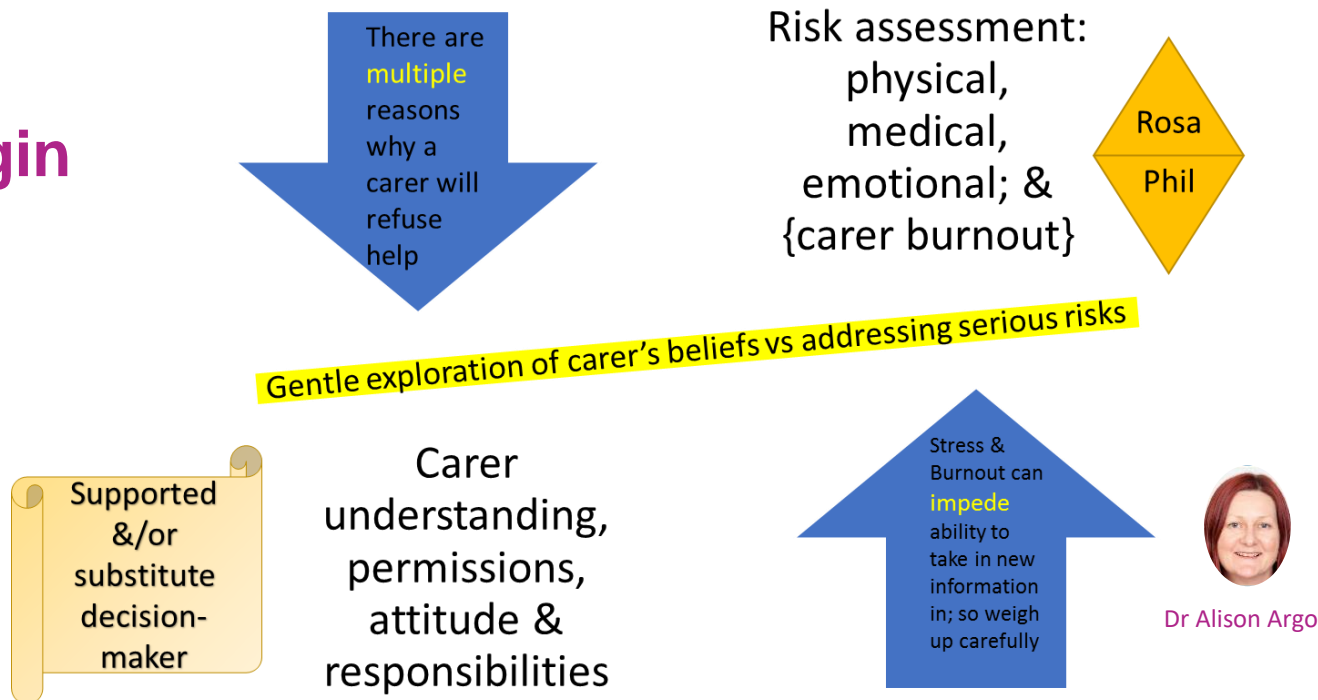 gin
There are
multiple
reasons
why a
carer will
refuse
help
Risk assessment:
physical,
medical,
emotional; &
{carer burnout}
Rosa
Phil
Gentle exploration of carer’s beliefs vs addressing serious risks
Supported
&/or
substitute
decision-
maker
Carer
understanding,
permissions,
attitude &
responsibilities
Stress &
Burnout can
impede
ability to
take in new
information
in; so weigh
up carefully
Dr Alison Argo